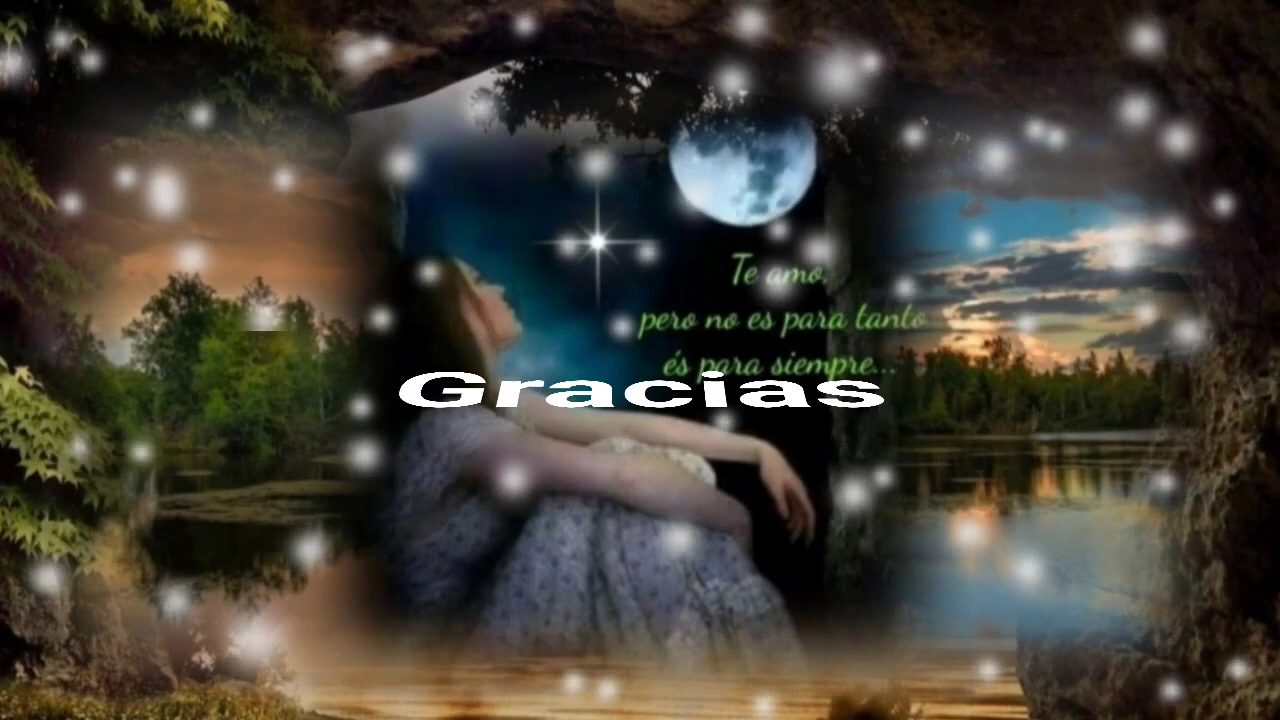 Te amo,
pero no es para tanto
és para siempre...
Gracias